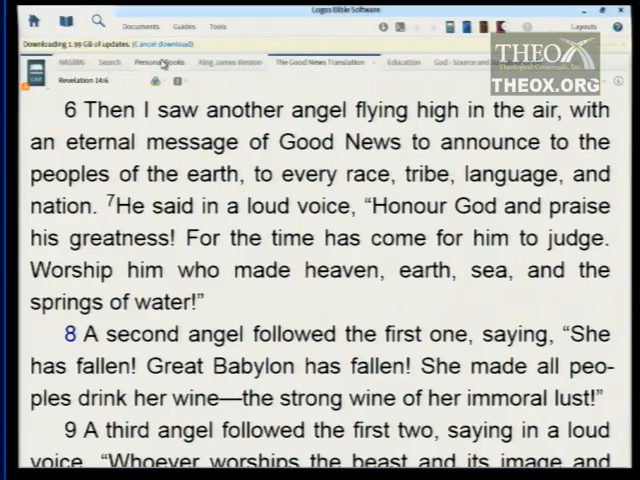 Logos Bible Software
Documents Guides Tools Layouts
Downloading 1.99 GB of updates. (Cancel download)
NASB95 Search Personal Books King James Version The Good News Translation Education God - Source and
Revelation 14:6
THEOX
THEOX.ORG
6 Then I saw another angel flying high in the air, with
an eternal message of Good News to announce to the
peoples of the earth, to every race, tribe, language, and
nation. 7He said in a loud voice, “Honour God and praise
his greatness! For the time has come for him to judge.
Worship him who made heaven, earth, sea, and the
springs of water!”
8 A second angel followed the first one, saying, “She
has fallen! Great Babylon has fallen! She made all peo-
ples drink her wine—the strong wine of her immoral lust!”
9 A third angel followed the first two, saying in a loud
voice, “Whoever worships the beast and its image and